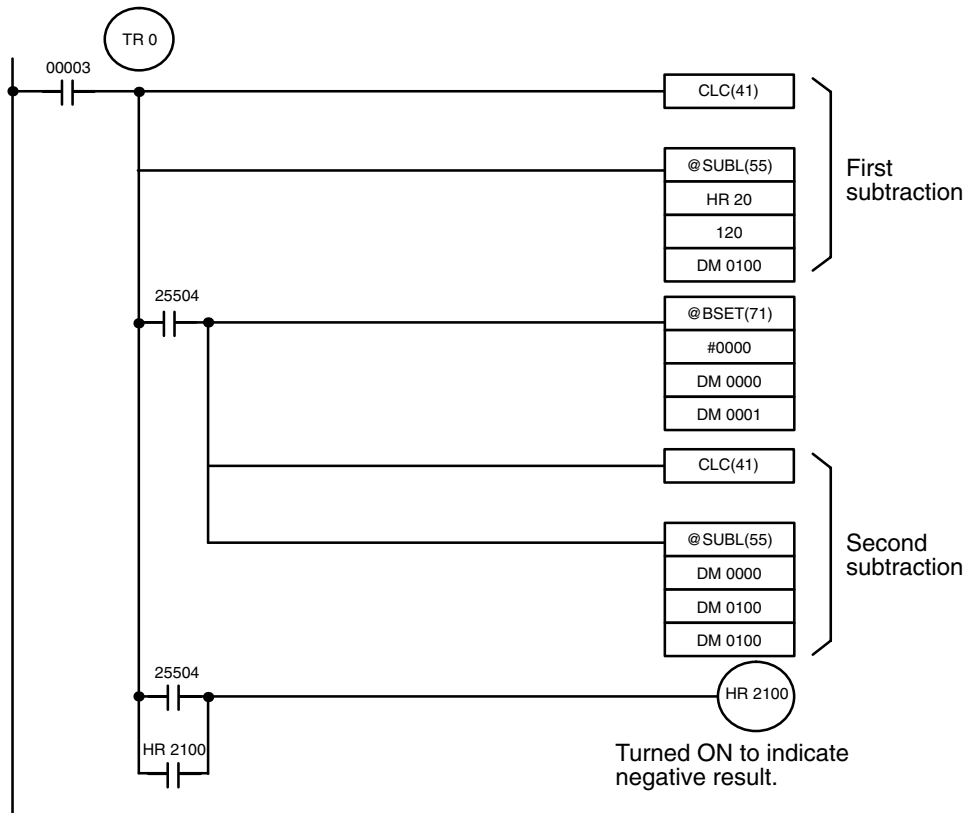 TR 0
00003
CLC(41)
@SUBL(55)
HR 20
120
DM 0100
First
subtraction
25504
@BSET(71)
#0000
DM 0000
DM 0001
CLC(41)
@SUBL(55)
DM 0000
DM 0100
DM 0100
Second
subtraction
25504
HR 2100
HR 2100
Turned ON to indicate
negative result.